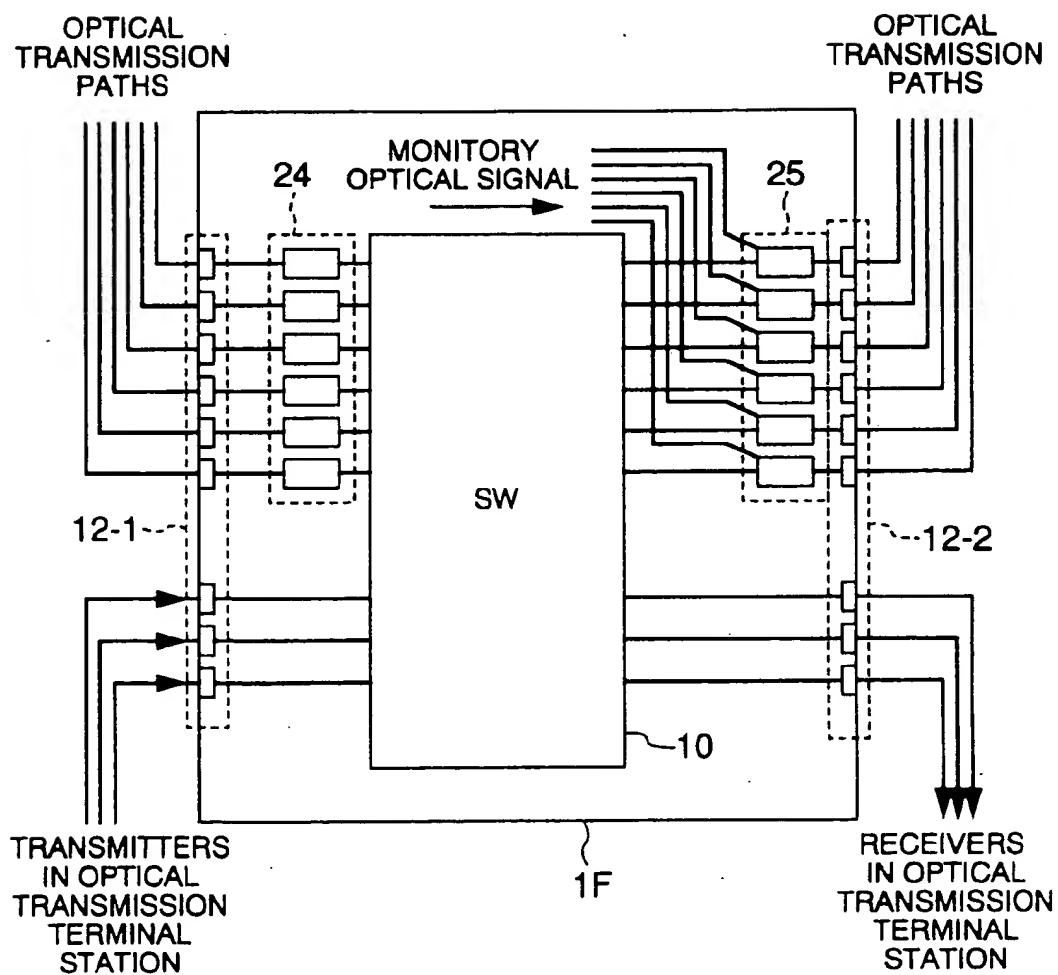 OPTICAL
TRANSMISSION
PATHS
OPTICAL
TRANSMISSION
PATHS
MONITORY
OPTICAL SIGNAL
24
25
SW
12-1
12-2
10
1F
TRANSMITTERS
IN OPTICAL
TRANSMISSION
TERMINAL
STATION
RECEIVERS
IN OPTICAL
TRANSMISSION
TERMINAL
STATION